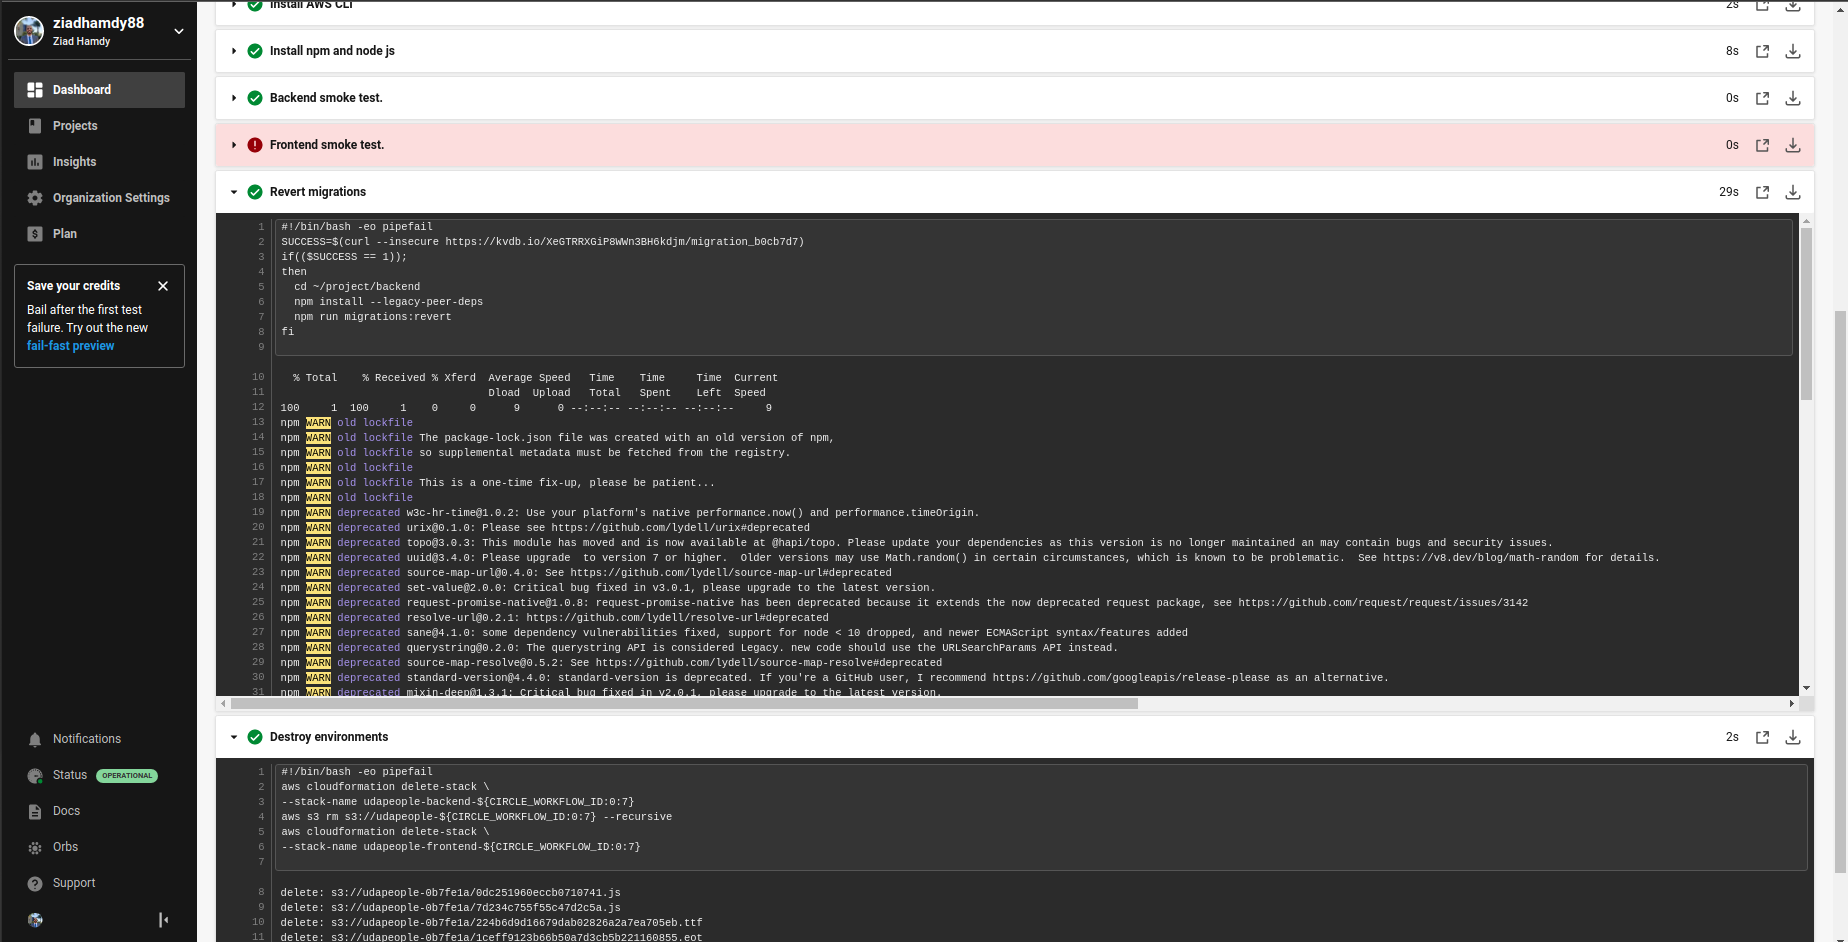 ziadhamdy88
Ziad Hamdy
Dashboard
Projects
Insights
Organization Settings
Plan
Save your credits
Bail after the first test
failure. Try out the new
fail-fast preview
Notifications
Status OPERATIONAL
Docs
Orbs
Support
Install AWS CLI 2s
Install npm and node js 8s
Backend smoke test. 0s
Frontend smoke test. 0s
Revert migrations 29s
1 #!/bin/bash -eo pipefail
2 SUCCESS=$(curl --insecure https://kvdb.io/XeGTRRXGiP8WWn3BH6kdjm/migration_b0cb7d7)
3 if(($SUCCESS == 1));
4 then
5 cd ~/project/backend
6 npm install --legacy-peer-deps
7 npm run migrations:revert
8 fi
9
10 % Total % Received % Xferd Average Speed Time Time Time Current
11 Dload Upload Total Spent Left Speed
12 100 1 100 1 0 0 9 0 --:--:-- --:--:-- --:--:-- 9
13 npm WARN old lockfile
14 npm WARN old lockfile The package-lock.json file was created with an old version of npm,
15 npm WARN old lockfile so supplemental metadata must be fetched from the registry.
16 npm WARN old lockfile
17 npm WARN old lockfile This is a one-time fix-up, please be patient...
18 npm WARN old lockfile
19 npm WARN deprecated w3c-hr-time@1.0.2: Use your platform's native performance.now() and performance.timeOrigin.
20 npm WARN deprecated urix@0.1.0: Please see https://github.com/lydell/urix#deprecated
21 npm WARN deprecated topo@3.0.3: This module has moved and is now available at @hapi/topo. Please update your dependencies as this version is no longer maintained an may contain bugs and security issues.
22 npm WARN deprecated uuid@3.4.0: Please upgrade to version 7 or higher. Older versions may use Math.random() in certain circumstances, which is known to be problematic. See https://v8.dev/blog/math-random for details.
23 npm WARN deprecated source-map-url@0.4.0: See https://github.com/lydell/source-map-url#deprecated
24 npm WARN deprecated set-value@2.0.0: Critical bug fixed in v3.0.1, please upgrade to the latest version.
25 npm WARN deprecated request-promise-native@1.0.8: request-promise-native has been deprecated because it extends the now deprecated request package, see https://github.com/request/request/issues/3142
26 npm WARN deprecated resolve-url@0.2.1: https://github.com/lydell/resolve-url#deprecated
27 npm WARN deprecated sane@4.1.0: some dependency vulnerabilities fixed, support for node < 10 dropped, and newer ECMAScript syntax/features added
28 npm WARN deprecated querystring@0.2.0: The querystring API is considered Legacy. new code should use the URLSearchParams API instead.
29 npm WARN deprecated source-map-resolve@0.5.2: See https://github.com/lydell/source-map-resolve#deprecated
30 npm WARN deprecated standard-version@4.4.0: standard-version is deprecated. If you're a GitHub user, I recommend https://github.com/googleapis/release-please as an alternative.
31 npm WARN deprecated mixin-deep@1.3.1: Critical bug fixed in v2.0.1, please upgrade to the latest version.
Destroy environments 2s
1 #!/bin/bash -eo pipefail
2 aws cloudformation delete-stack \
3 --stack-name udapeople-backend-${CIRCLE_WORKFLOW_ID:0:7}
4 aws s3 rm s3://udapeople-${CIRCLE_WORKFLOW_ID:0:7} --recursive
5 aws cloudformation delete-stack \
6 --stack-name udapeople-frontend-${CIRCLE_WORKFLOW_ID:0:7}
7
8 delete: s3://udapeople-0b7fe1a/0dc251960eccb0710741.js
9 delete: s3://udapeople-0b7fe1a/7d234c755f55c47d2c5a.js
10 delete: s3://udapeople-0b7fe1a/224b6d9d16679dab02826a2a7ea705eb.ttf
11 delete: s3://udapeople-0b7fe1a/1ceff9123b66b50a7d3cb5b221160855.eot